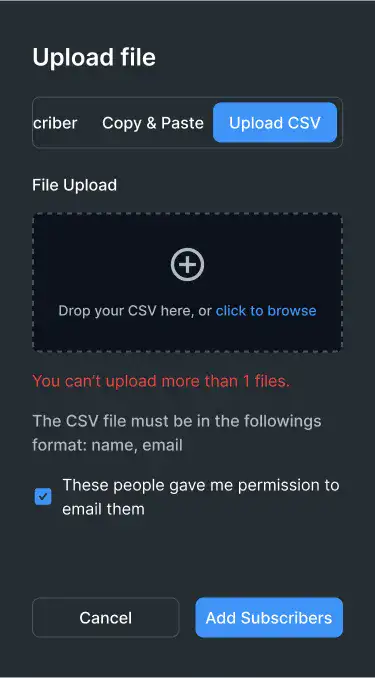 Upload file
criber Copy & Paste Upload CSV
File Upload
Drop your CSV here, or click to browse
You can’t upload more than 1 files.
The CSV file must be in the followings
format: name, email
These people gave me permission to
email them
Cancel Add Subscribers